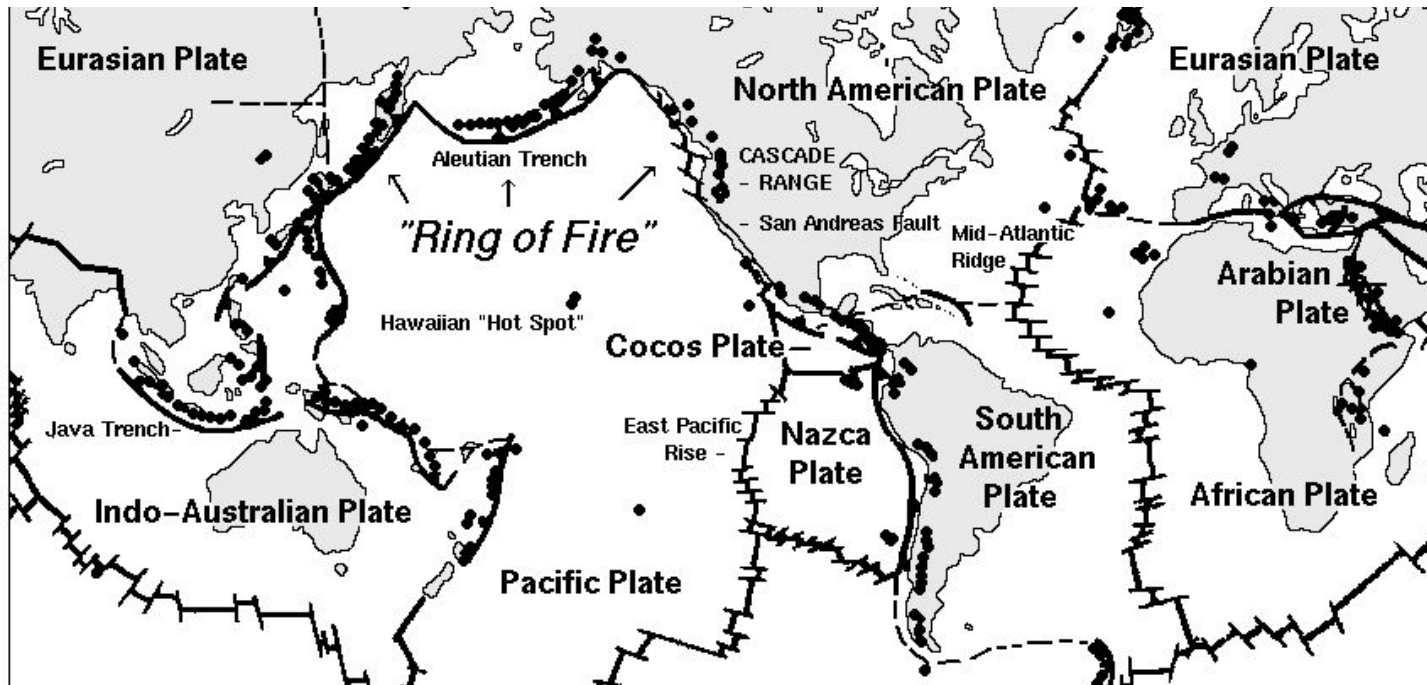 Eurasian Plate
Eurasian Plate
North American Plate
Aleutian Trench
CASCADE
- RANGE
"Ring of Fire"
- San Andreas Fault
Mid-Atlantic
Ridge
Arabian
Plate
Hawaiian "Hot Spot"
Cocos Plate
Java Trench
East Pacific
Rise -
Nazca
Plate
South
American
Plate
Indo-Australian Plate
African Plate
Pacific Plate